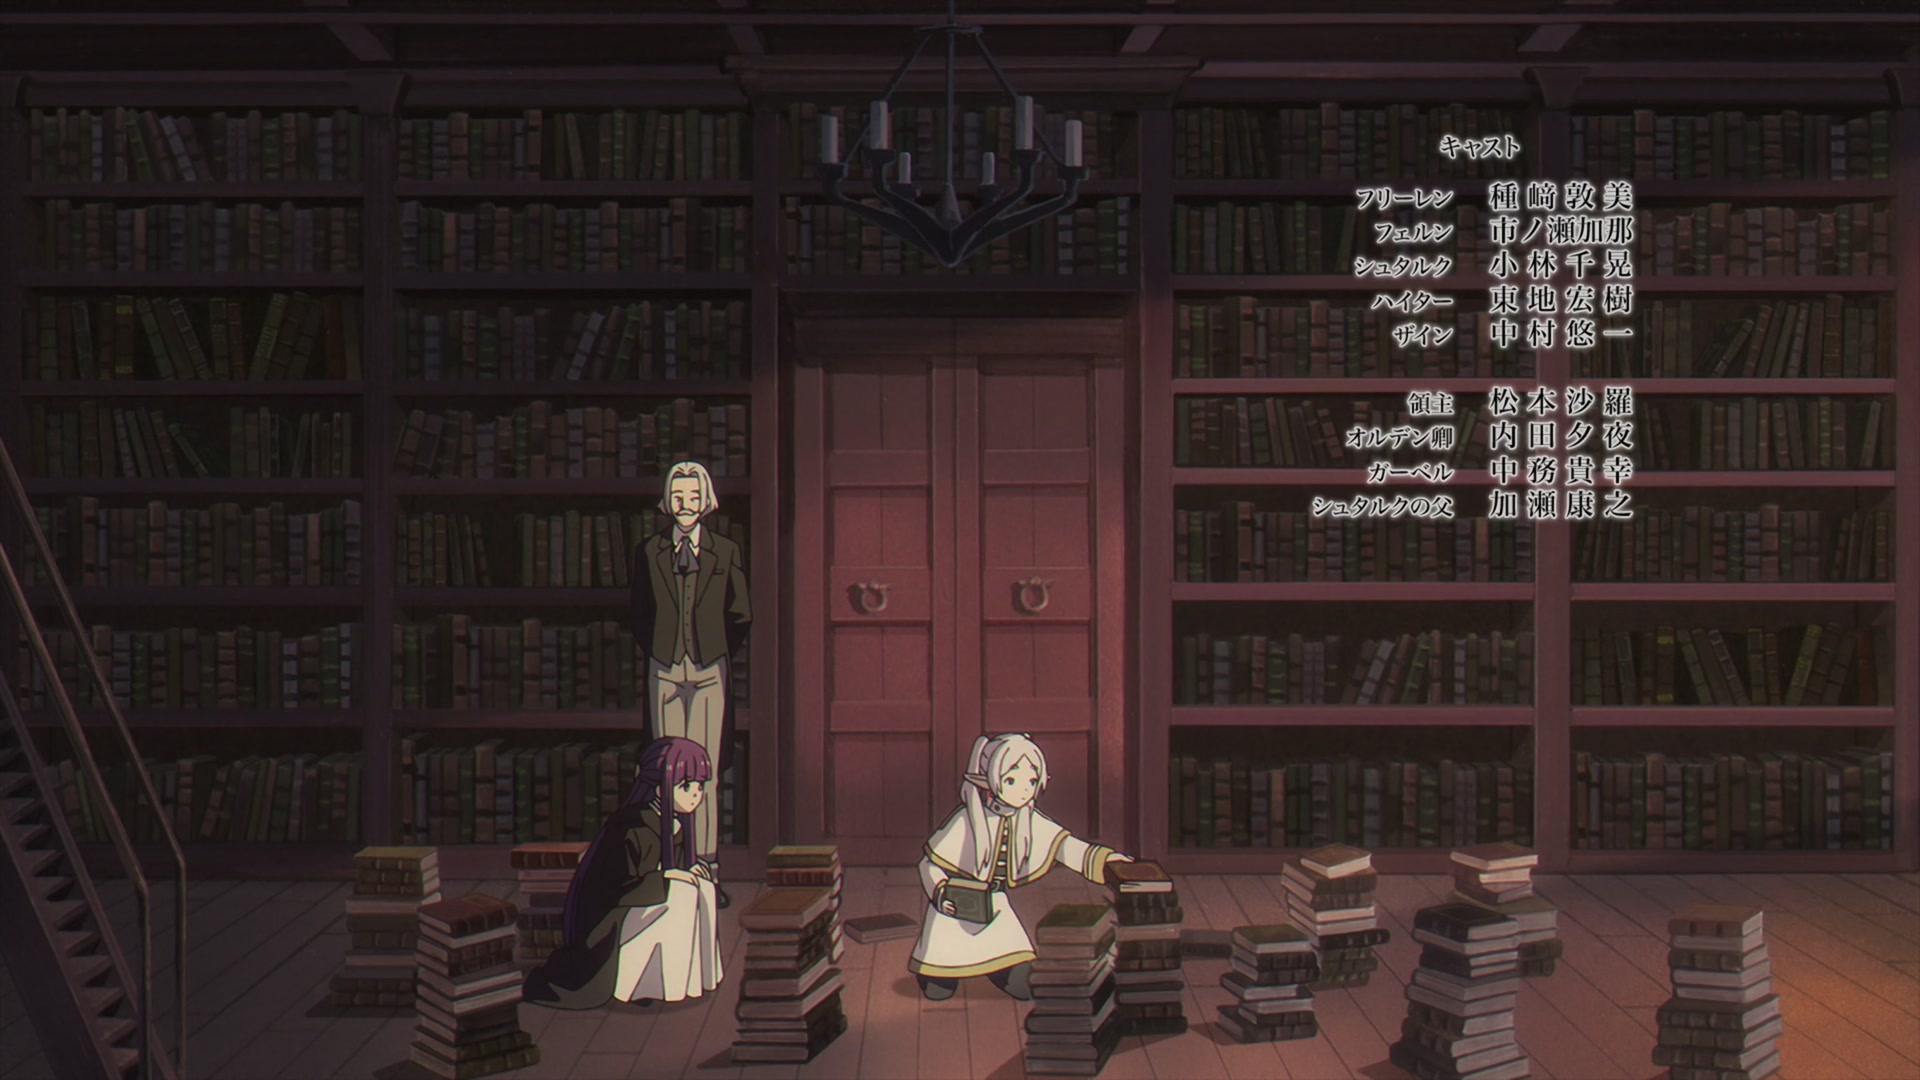 キャスト
フリーレン 種﨑敦美
フェルン 市ノ瀬加那
シュタルク 小林千晃
ハイター 東地宏樹
ザイン 中村悠一
領主 松本沙羅
オルデン卿 内田夕夜
ガーベル 中務貴幸
シュタルクの父 加瀬康之